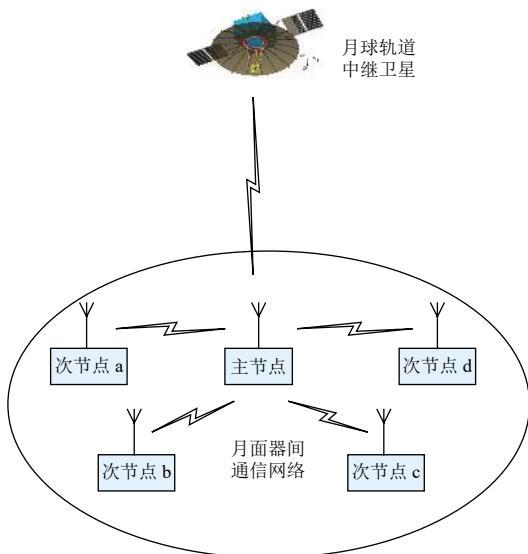 月球轨道
中继卫星
次节点 a
主节点
次节点 d
次节点 b
月面器间
通信网络
次节点 c